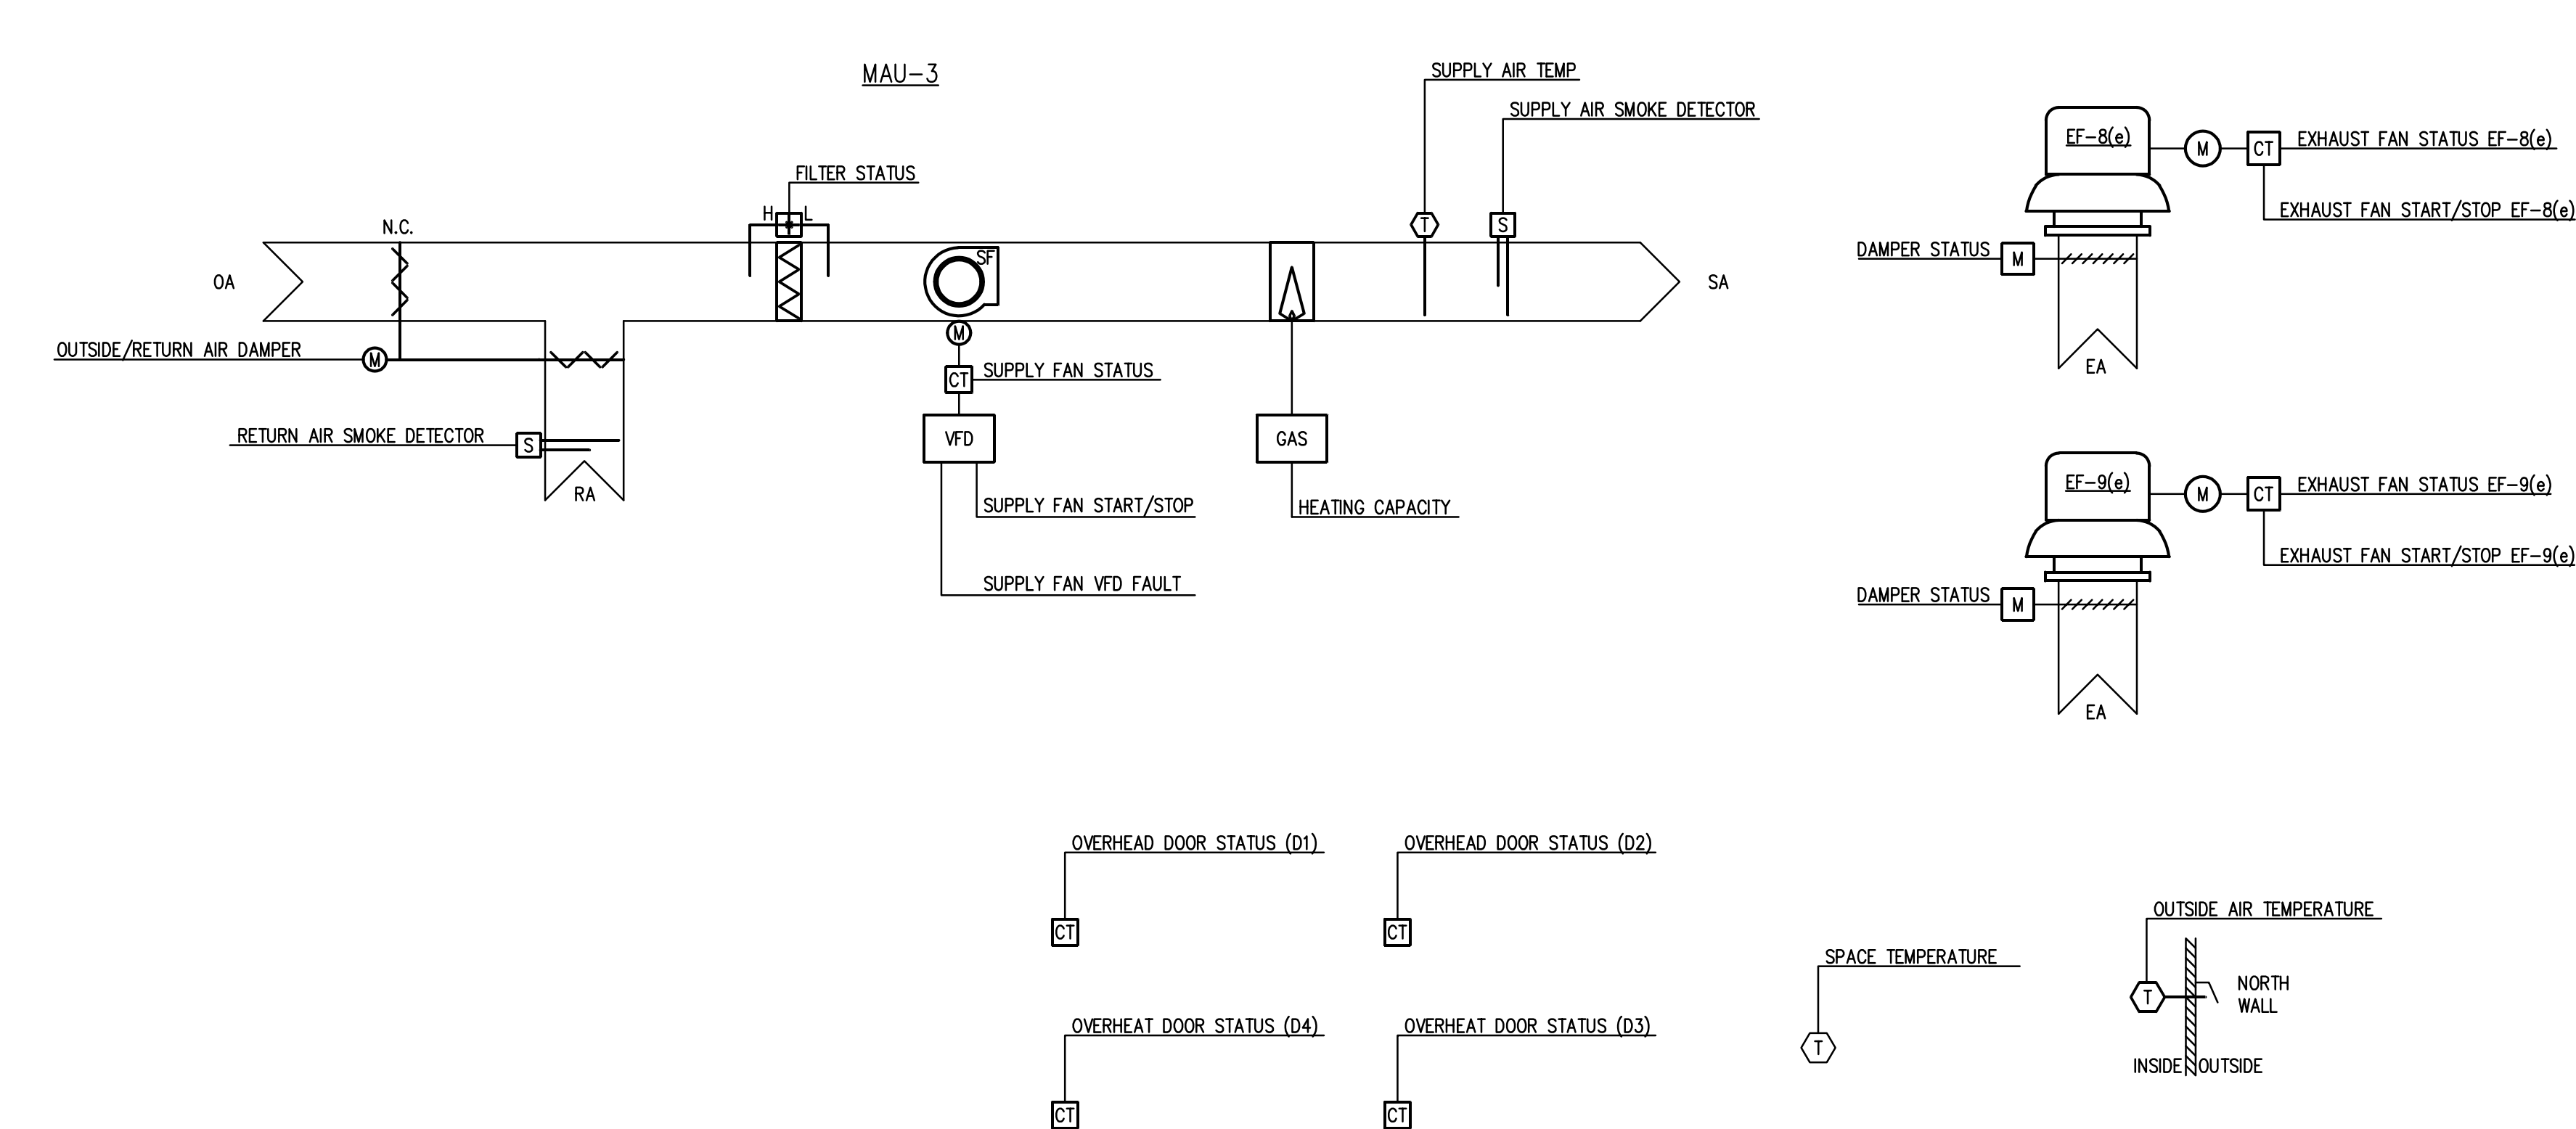 MAU-3
SUPPLY AIR TEMP
SUPPLY AIR SMOKE DETECTOR
FILTER STATUS
H
L
N.C.
T
S
SF
OA
SA
M
OUTSIDE/RETURN AIR DAMPER
M
CT
SUPPLY FAN STATUS
RETURN AIR SMOKE DETECTOR
S
VFD
GAS
RA
SUPPLY FAN START/STOP
HEATING CAPACITY
SUPPLY FAN VFD FAULT
EF-8(e)
M
CT
EXHAUST FAN STATUS EF-8(e)
EXHAUST FAN START/STOP EF-8(e)
DAMPER STATUS
M
EA
EF-9(e)
M
CT
EXHAUST FAN STATUS EF-9(e)
EXHAUST FAN START/STOP EF-9(e)
DAMPER STATUS
M
EA
OVERHEAD DOOR STATUS (D1)
CT
OVERHEAD DOOR STATUS (D2)
CT
OVERHEAT DOOR STATUS (D4)
CT
OVERHEAT DOOR STATUS (D3)
CT
SPACE TEMPERATURE
T
OUTSIDE AIR TEMPERATURE
T
NORTH
WALL
INSIDE
OUTSIDE